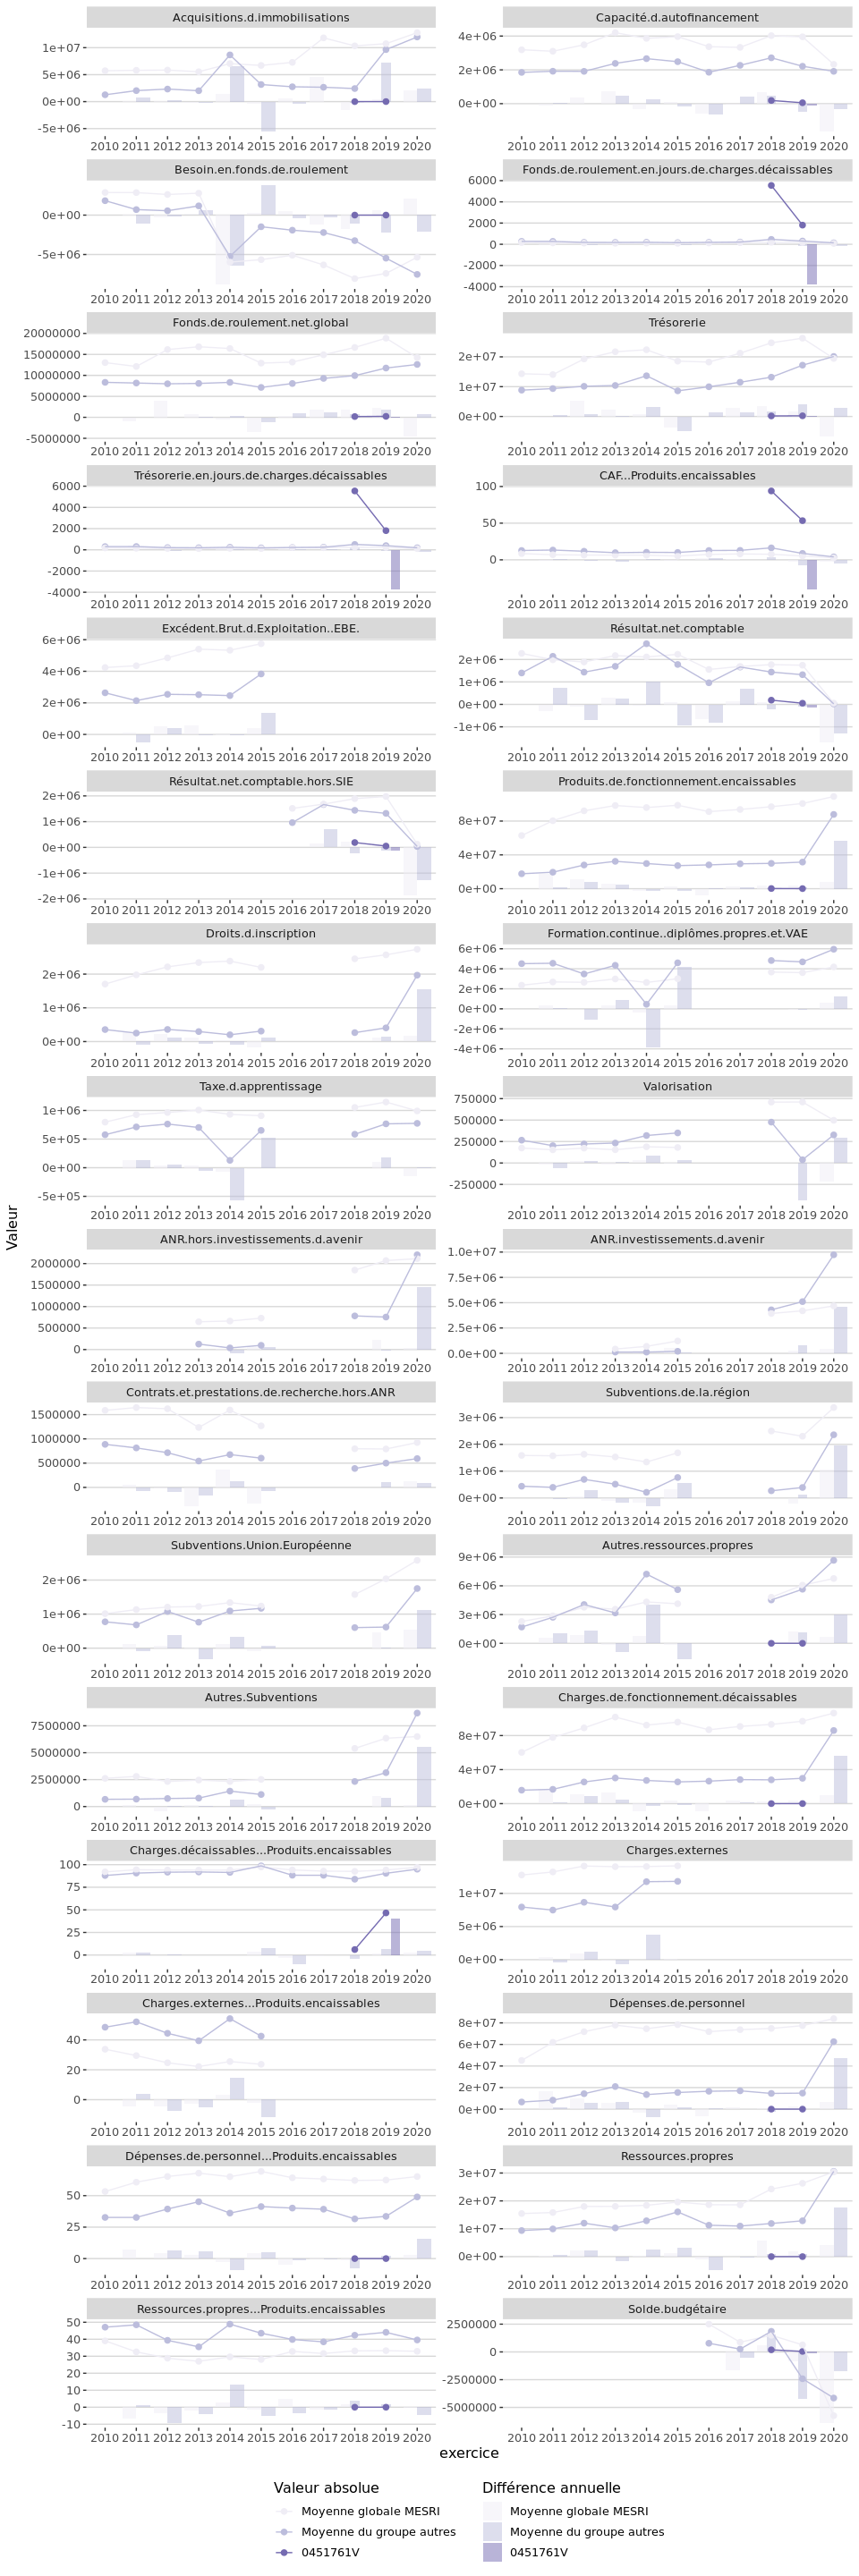 Acquisitions.d.immobilisations
1e+07
5e+06
0e+00
-5e+06
2010 2011 2012 2013 2014 2015 2016 2017 2018 2019 2020
Capacité.d.autofinancement
4e+06
2e+06
0e+00
2010 2011 2012 2013 2014 2015 2016 2017 2018 2019 2020
Besoin.en.fonds.de.roulement
0e+00
-5e+06
2010 2011 2012 2013 2014 2015 2016 2017 2018 2019 2020
Fonds.de.roulement.en.jours.de.charges.décaissables
6000
4000
2000
0
-2000
-4000
2010 2011 2012 2013 2014 2015 2016 2017 2018 2019 2020
Fonds.de.roulement.net.global
20000000
15000000
10000000
5000000
0
-5000000
2010 2011 2012 2013 2014 2015 2016 2017 2018 2019 2020
Trésorerie
2e+07
1e+07
0e+00
2010 2011 2012 2013 2014 2015 2016 2017 2018 2019 2020
Trésorerie.en.jours.de.charges.décaissables
6000
4000
2000
0
-2000
-4000
2010 2011 2012 2013 2014 2015 2016 2017 2018 2019 2020
CAF...Produits.encaissables
100
50
0
2010 2011 2012 2013 2014 2015 2016 2017 2018 2019 2020
Excédent.Brut.d.Exploitation..EBE.
6e+06
4e+06
2e+06
0e+00
2010 2011 2012 2013 2014 2015 2016 2017 2018 2019 2020
Résultat.net.comptable
2e+06
1e+06
0e+00
-1e+06
2010 2011 2012 2013 2014 2015 2016 2017 2018 2019 2020
Résultat.net.comptable.hors.SIE
2e+06
1e+06
0e+00
-1e+06
-2e+06
2010 2011 2012 2013 2014 2015 2016 2017 2018 2019 2020
Produits.de.fonctionnement.encaissables
8e+07
4e+07
0e+00
2010 2011 2012 2013 2014 2015 2016 2017 2018 2019 2020
Droits.d.inscription
2e+06
1e+06
0e+00
2010 2011 2012 2013 2014 2015 2016 2017 2018 2019 2020
Formation.continue..diplômes.propres.et.VAE
6e+06
4e+06
2e+06
0e+00
-2e+06
-4e+06
2010 2011 2012 2013 2014 2015 2016 2017 2018 2019 2020
Taxe.d.apprentissage
1e+06
5e+05
0e+00
-5e+05
2010 2011 2012 2013 2014 2015 2016 2017 2018 2019 2020
Valorisation
750000
500000
250000
0
-250000
2010 2011 2012 2013 2014 2015 2016 2017 2018 2019 2020
Valeur
ANR.hors.investissements.d.avenir
2000000
1500000
1000000
500000
0
2010 2011 2012 2013 2014 2015 2016 2017 2018 2019 2020
ANR.investissements.d.avenir
1.0e+07
7.5e+06
5.0e+06
2.5e+06
0.0e+00
2010 2011 2012 2013 2014 2015 2016 2017 2018 2019 2020
Contrats.et.prestations.de.recherche.hors.ANR
1500000
1000000
500000
0
2010 2011 2012 2013 2014 2015 2016 2017 2018 2019 2020
Subventions.de.la.région
3e+06
2e+06
1e+06
0e+00
2010 2011 2012 2013 2014 2015 2016 2017 2018 2019 2020
Subventions.Union.Européenne
2e+06
1e+06
0e+00
2010 2011 2012 2013 2014 2015 2016 2017 2018 2019 2020
Autres.ressources.propres
9e+06
6e+06
3e+06
0e+00
2010 2011 2012 2013 2014 2015 2016 2017 2018 2019 2020
Autres.Subventions
7500000
5000000
2500000
0
2010 2011 2012 2013 2014 2015 2016 2017 2018 2019 2020
Charges.de.fonctionnement.décaissables
8e+07
4e+07
0e+00
2010 2011 2012 2013 2014 2015 2016 2017 2018 2019 2020
Charges.décaissables...Produits.encaissables
100
75
50
25
0
2010 2011 2012 2013 2014 2015 2016 2017 2018 2019 2020
Charges.externes
1e+07
5e+06
0e+00
2010 2011 2012 2013 2014 2015 2016 2017 2018 2019 2020
Charges.externes...Produits.encaissables
40
20
0
2010 2011 2012 2013 2014 2015 2016 2017 2018 2019 2020
Dépenses.de.personnel
8e+07
6e+07
4e+07
2e+07
0e+00
2010 2011 2012 2013 2014 2015 2016 2017 2018 2019 2020
Dépenses.de.personnel...Produits.encaissables
50
25
0
2010 2011 2012 2013 2014 2015 2016 2017 2018 2019 2020
Ressources.propres
3e+07
2e+07
1e+07
0e+00
2010 2011 2012 2013 2014 2015 2016 2017 2018 2019 2020
Ressources.propres...Produits.encaissables
50
40
30
20
10
0
-10
2010 2011 2012 2013 2014 2015 2016 2017 2018 2019 2020
Solde.budgétaire
2500000
0
-2500000
-5000000
2010 2011 2012 2013 2014 2015 2016 2017 2018 2019 2020
exercice
Valeur absolue
Moyenne globale MESRI
Moyenne du groupe autres
0451761V
Différence annuelle
Moyenne globale MESRI
Moyenne du groupe autres
0451761V